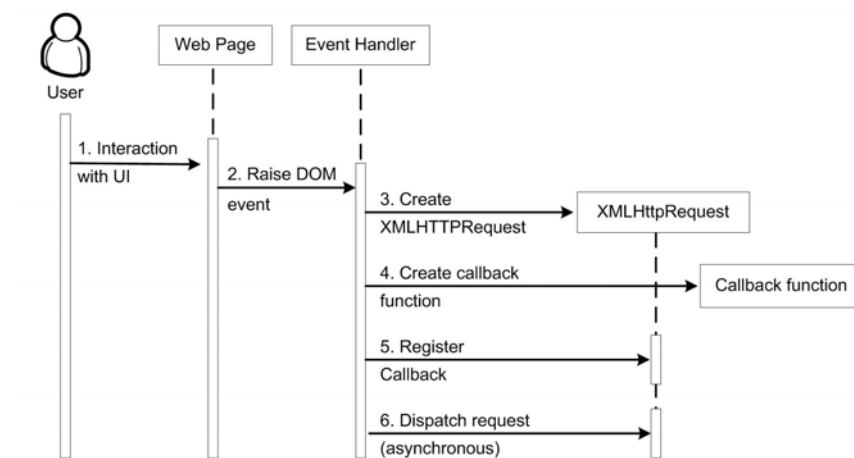 Web Page
Event Handler
User
1. Interaction
with UI
2. Raise DOM
event
3. Create
XMLHTTPRequest
XMLHttpRequest
4. Create callback
function
Callback function
5. Register
Callback
6. Dispatch request
(asynchronous)